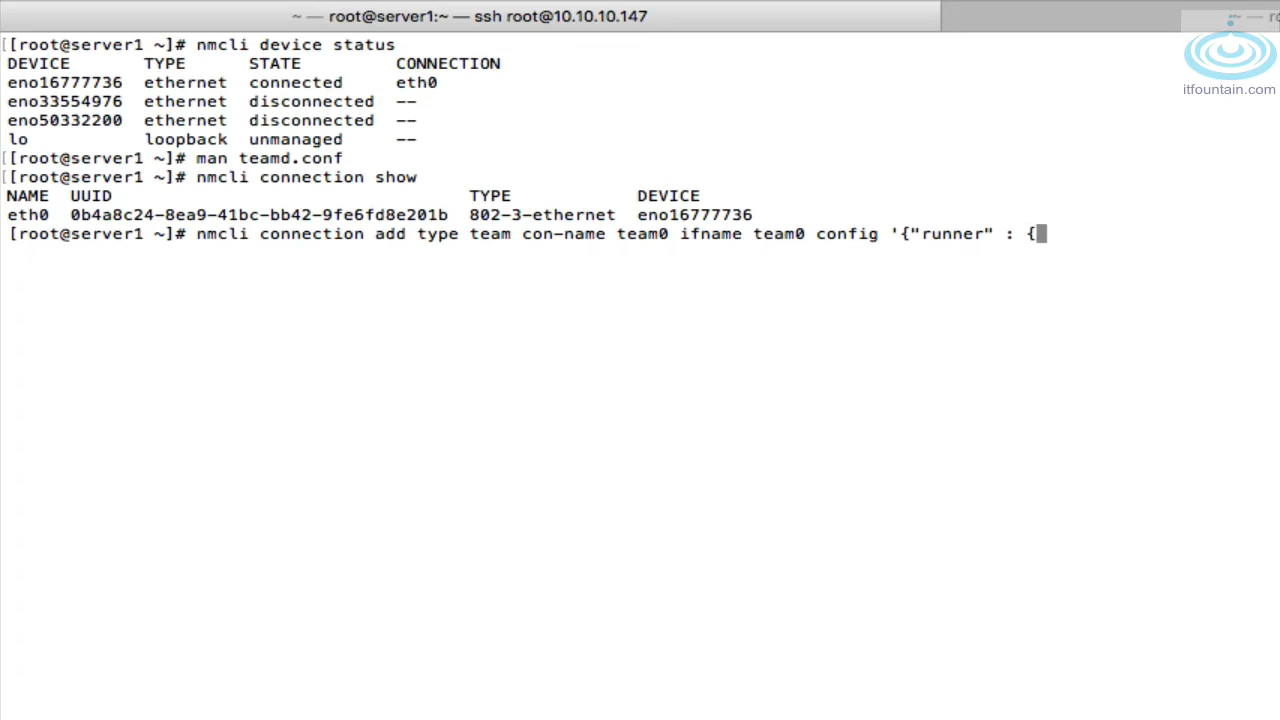 ~ — root@server1:~ — ssh root@10.10.10.147
~ — ro
itfountain.com
[[root@server1 ~]# nmcli device status
DEVICE TYPE STATE CONNECTION
eno16777736 ethernet connected eth0
eno33554976 ethernet disconnected --
eno50332200 ethernet disconnected --
lo loopback unmanaged --
[[root@server1 ~]# man teamd.conf
[[root@server1 ~]# nmcli connection show
NAME UUID TYPE DEVICE
eth0 0b4a8c24-8ea9-41bc-bb42-9fe6fd8e201b 802-3-ethernet eno16777736
[root@server1 ~]# nmcli connection add type team con-name team0 ifname team0 config '{"runner" : {